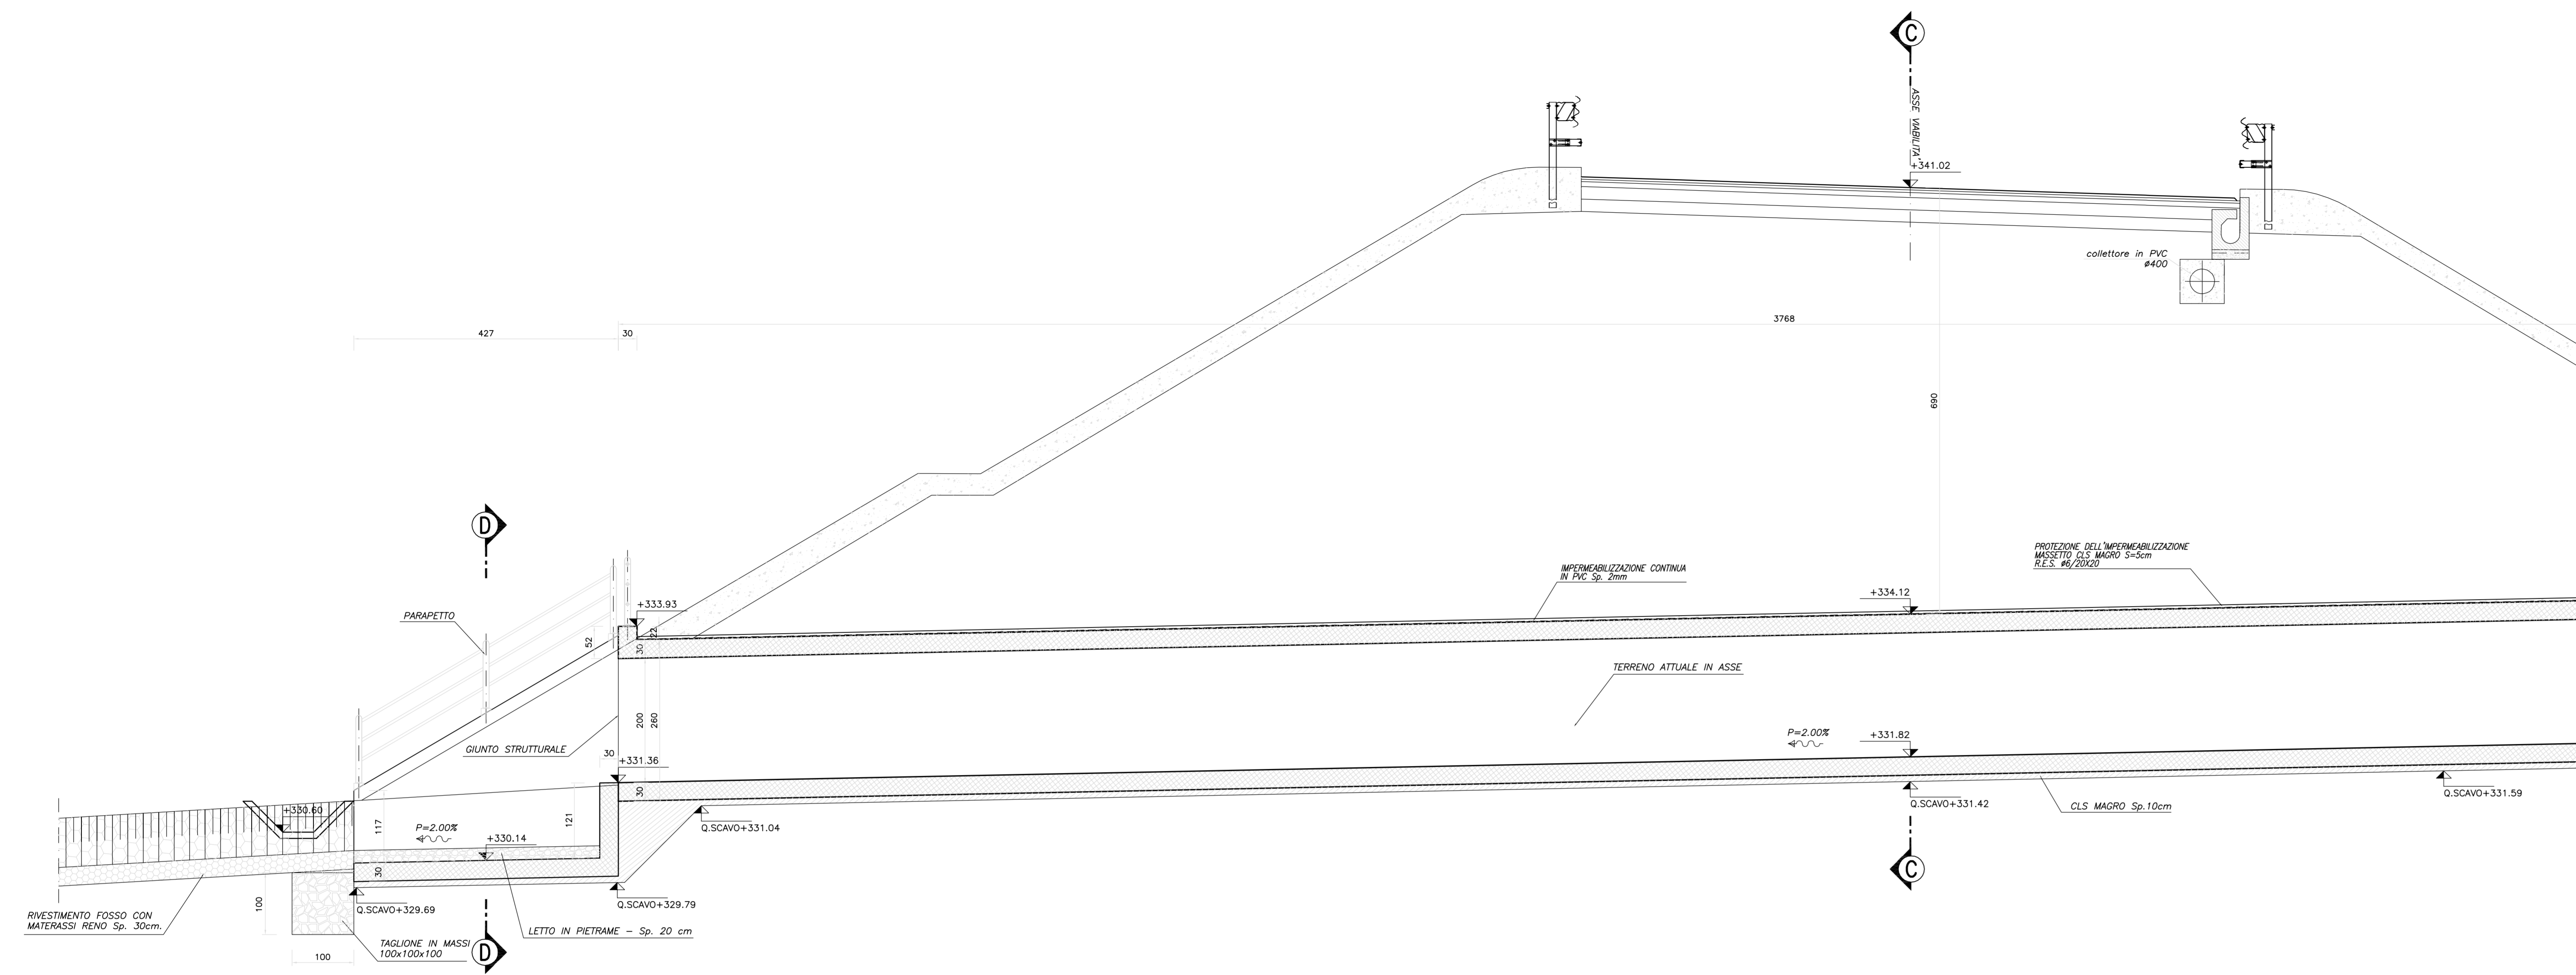 C
ASSE VIABILITA'
+341.02
collettore in PVC
ø400
3768
427
30
690
D
PROTEZIONE DELL'IMPERMEABILIZZAZIONE
MASSETTO CLS MAGRO S=5cm
R.E.S. ø6/20X20
IMPERMEABILIZZAZIONE CONTINUA
IN PVC Sp. 2mm
+334.12
+333.93
PARAPETTO
52
22
30
TERRENO ATTUALE IN ASSE
200
260
P=2.00%
+331.82
GIUNTO STRUTTURALE
30
+331.36
30
Q.SCAVO+331.59
Q.SCAVO+331.42
CLS MAGRO Sp.10cm
+330.60
117
P=2.00%
+330.14
121
Q.SCAVO+331.04
30
C
100
Q.SCAVO+329.69
Q.SCAVO+329.79
RIVESTIMENTO FOSSO CON
MATERASSI RENO Sp. 30cm.
LETTO IN PIETRAME - Sp. 20 cm
TAGLIONE IN MASSI
100x100x100
D
100